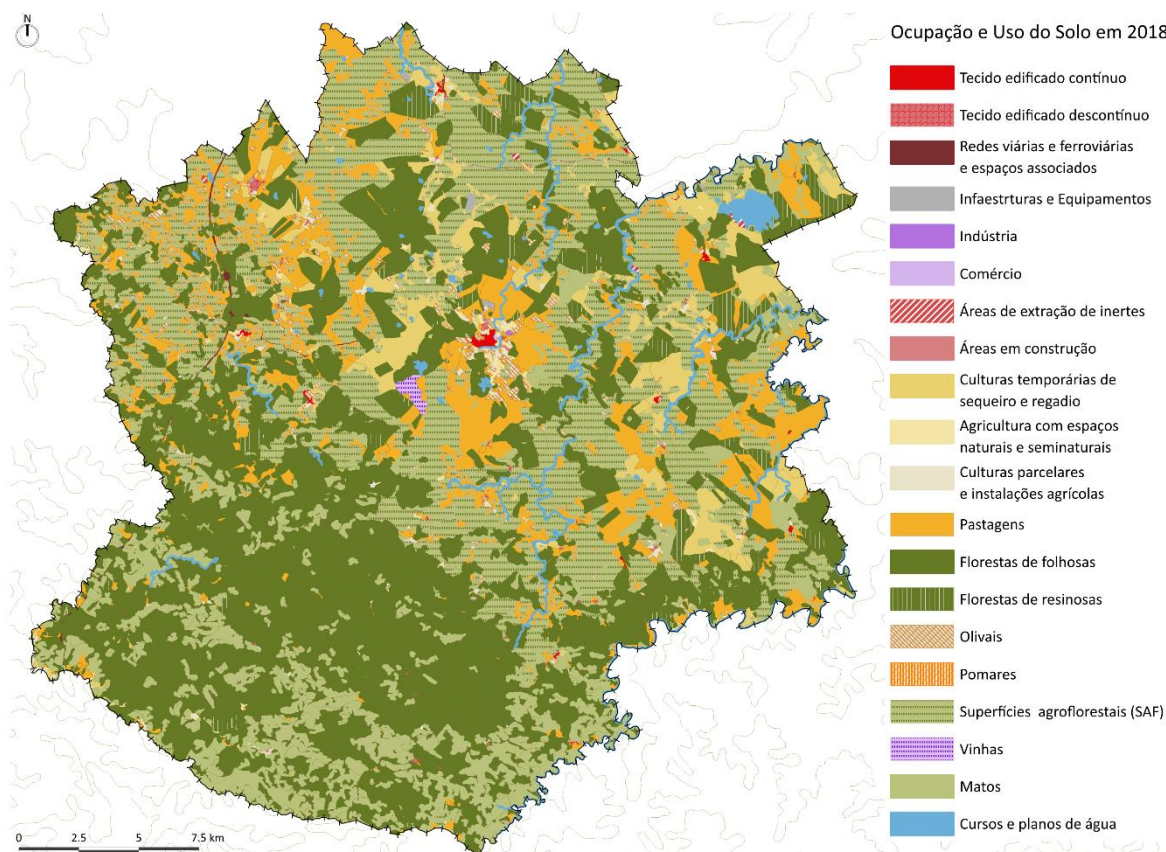 N
Ocupação e Uso do Solo em 2018
Tecido edificado contínuo
Tecido edificado descontínuo
Redes viárias e ferroviárias
e espaços associados
Infaestrturas e Equipamentos
Indústria
Comércio
Áreas de extração de inertes
Áreas em construção
Culturas temporárias de
sequeiro e regadio
Agricultura com espaços
naturais e seminaturais
Culturas parcelares
e instalações agrícolas
Pastagens
Florestas de folhosas
Florestas de resinosas
Olivais
Pomares
Superfícies agroflorestais (SAF)
Vinhas
Matos
Cursos e planos de água
0 2.5 5 7.5 km